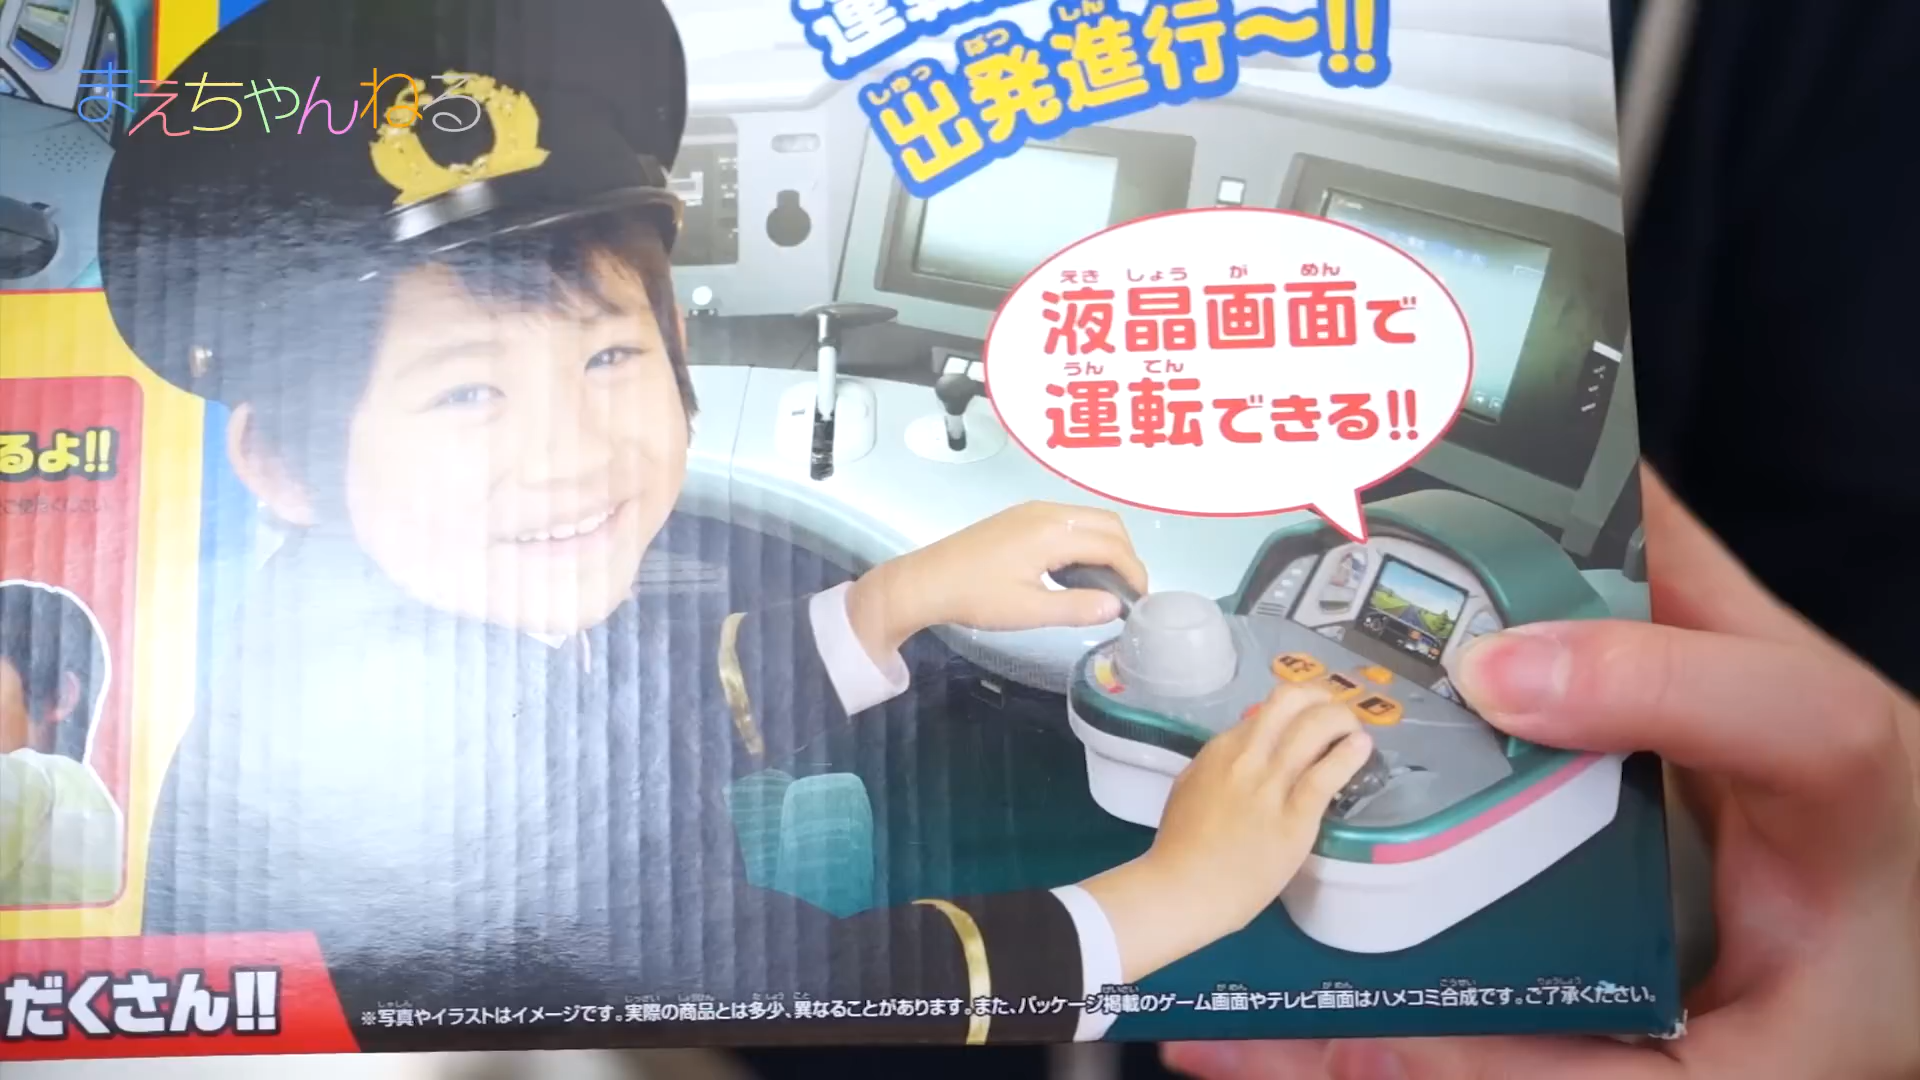 まえちゃんねる
出発進行〜!!
しゅっ ぱつ しん
えき しょう が めん
液晶画面で
うん てん
運転できる!!
るよ!!
だくさん!!
※写真やイラストはイメージです。実際の商品とは多少、異なることがあります。また、パッケージ掲載のゲーム画面やテレビ画面はハメコミ合成です。ご了承ください。